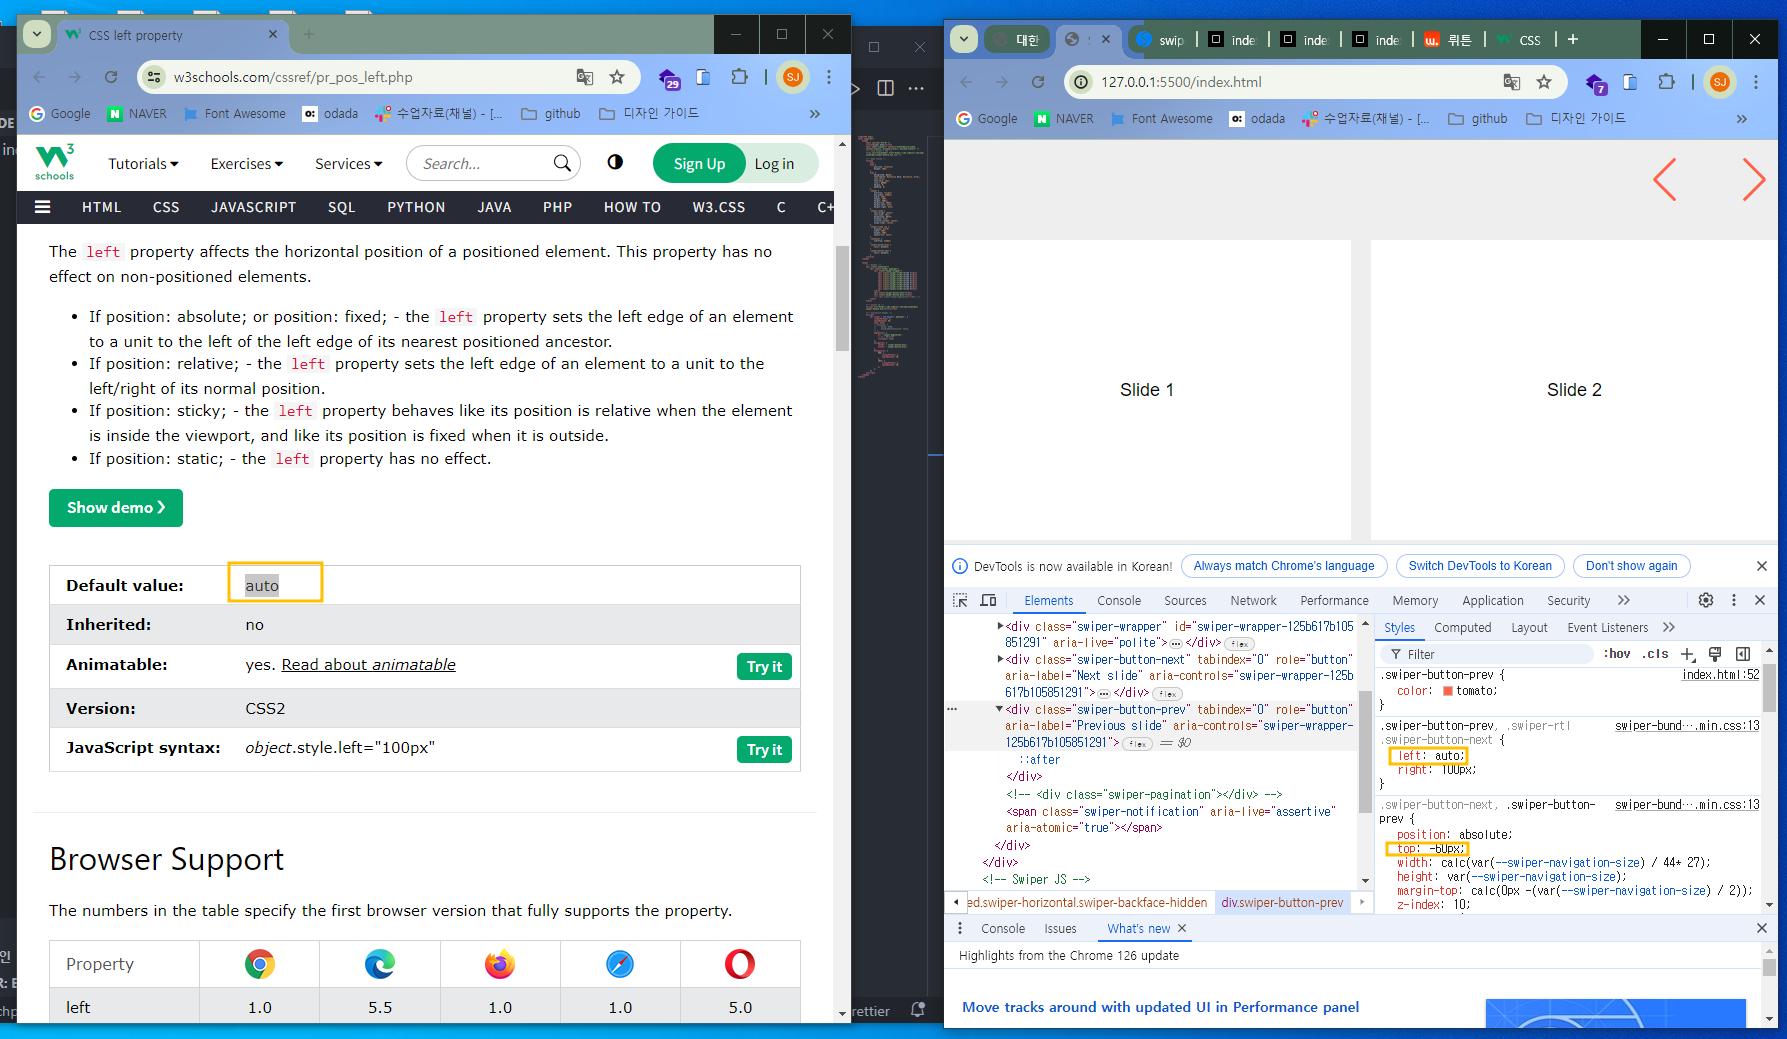 CSS left property
w3schools.com/cssref/pr_pos_left.php
29
SJ
Google
NAVER
Font Awesome
odada
수업자료(채널) - [...
github
디자인 가이드
W3
schools
Tutorials
Exercises
Services
Search...
Sign Up
Log in
HTML
CSS
JAVASCRIPT
SQL
PYTHON
JAVA
PHP
HOW TO
W3.CSS
C
C+
The left property affects the horizontal position of a positioned element. This property has no
effect on non-positioned elements.
• If position: absolute; or position: fixed; - the left property sets the left edge of an element
to a unit to the left of the left edge of its nearest positioned ancestor.
• If position: relative; - the left property sets the left edge of an element to a unit to the
left/right of its normal position.
• If position: sticky; - the left property behaves like its position is relative when the element
is inside the viewport, and like its position is fixed when it is outside.
• If position: static; - the left property has no effect.
Show demo ❯
Default value: auto
Inherited: no
Animatable: yes. Read about animatable Try it
Version: CSS2
JavaScript syntax: object.style.left="100px" Try it
Browser Support
The numbers in the table specify the first browser version that fully supports the property.
Property
left 1.0 5.5 1.0 1.0 5.0
DE
in
인
R: E
chp
rettier
대한
swip
inde
inde
inde
뤼튼
CSS
127.0.0.1:5500/index.html
7
SJ
Google
NAVER
Font Awesome
odada
수업자료(채널) - [...
github
디자인 가이드
Slide 1
Slide 2
DevTools is now available in Korean!
Always match Chrome's language
Switch DevTools to Korean
Don't show again
Elements
Console
Sources
Network
Performance
Memory
Application
Security
<div class="swiper-wrapper" id="swiper-wrapper-125b617b105
851291" aria-live="polite">…</div> flex
<div class="swiper-button-next" tabindex="0" role="button"
aria-label="Next slide" aria-controls="swiper-wrapper-125b
617b105851291">…</div> flex
<div class="swiper-button-prev" tabindex="0" role="button"
aria-label="Previous slide" aria-controls="swiper-wrapper-
125b617b105851291"> flex == $0
::after
</div>
<!-- <div class="swiper-pagination"></div> -->
<span class="swiper-notification" aria-live="assertive"
aria-atomic="true"></span>
</div>
</div>
<!-- Swiper JS -->
ed.swiper-horizontal.swiper-backface-hidden
div.swiper-button-prev
Styles
Computed
Layout
Event Listeners
Filter
:hov
.cls
.swiper-button-prev { index.html:52
color: tomato;
}
.swiper-button-prev, .swiper-rtl swiper-bund….min.css:13
.swiper-button-next {
left: auto;
right: 100px;
}
.swiper-button-next, .swiper-button- swiper-bund….min.css:13
prev {
position: absolute;
top: -60px;
width: calc(var(--swiper-navigation-size) / 44* 27);
height: var(--swiper-navigation-size);
margin-top: calc(0px -(var(--swiper-navigation-size) / 2));
z-index: 10;
Console
Issues
What's new
Highlights from the Chrome 126 update
Move tracks around with updated UI in Performance panel